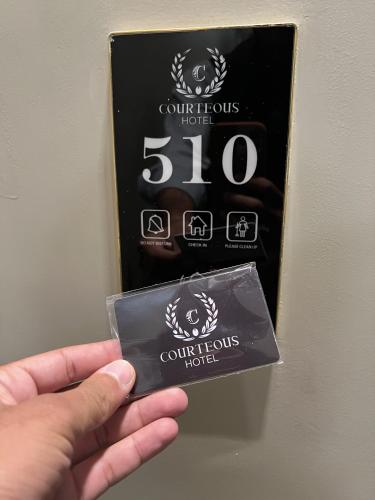 C
COURTEOUS
HOTEL
510
DO NOT DISTURB CHECK IN PLEASE CLEAN UP
C
COURTEOUS
HOTEL